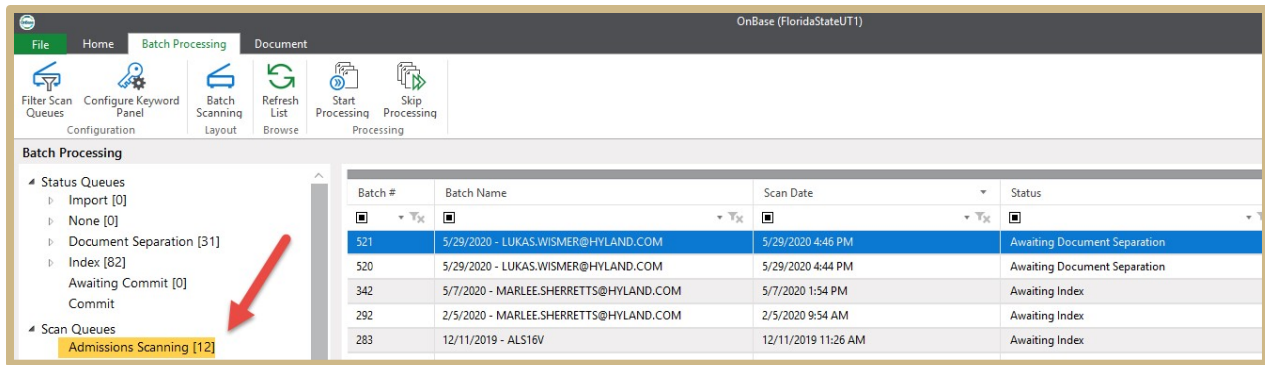 OnBase (FloridaStateUT1)
File Home Batch Processing Document
Filter Scan Queues Configure Keyword Panel Batch Scanning Refresh List Start Processing Skip Processing
Configuration Layout Browse Processing
Batch Processing
Status Queues
Import [0]
None [0]
Document Separation [31]
Index [82]
Awaiting Commit [0]
Commit
Scan Queues
Admissions Scanning [12]
Batch # Batch Name Scan Date Status
521 5/29/2020 - LUKAS.WISMER@HYLAND.COM 5/29/2020 4:46 PM Awaiting Document Separation
520 5/29/2020 - LUKAS.WISMER@HYLAND.COM 5/29/2020 4:44 PM Awaiting Document Separation
342 5/7/2020 - MARLEE.SHERRETTS@HYLAND.COM 5/7/2020 1:54 PM Awaiting Index
292 2/5/2020 - MARLEE.SHERRETTS@HYLAND.COM 2/5/2020 9:54 AM Awaiting Index
283 12/11/2019 - ALS16V 12/11/2019 11:26 AM Awaiting Index